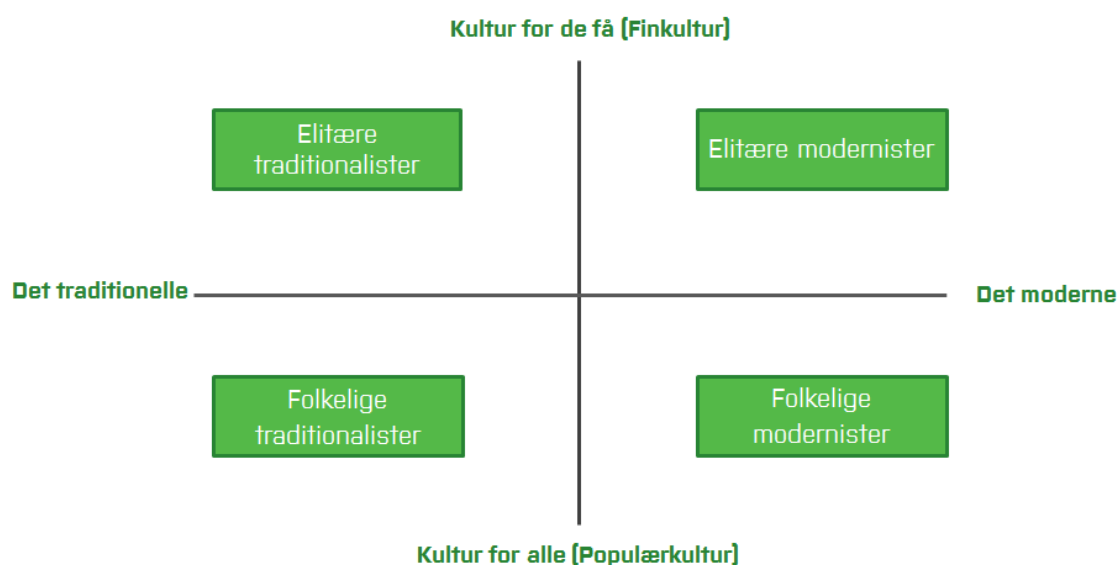 Kultur for de få (Finkultur)
Elitære
traditionalister
Elitære modernister
Det traditionelle
Det moderne
Folkelige
traditionalister
Folkelige
modernister
Kultur for alle (Populærkultur)